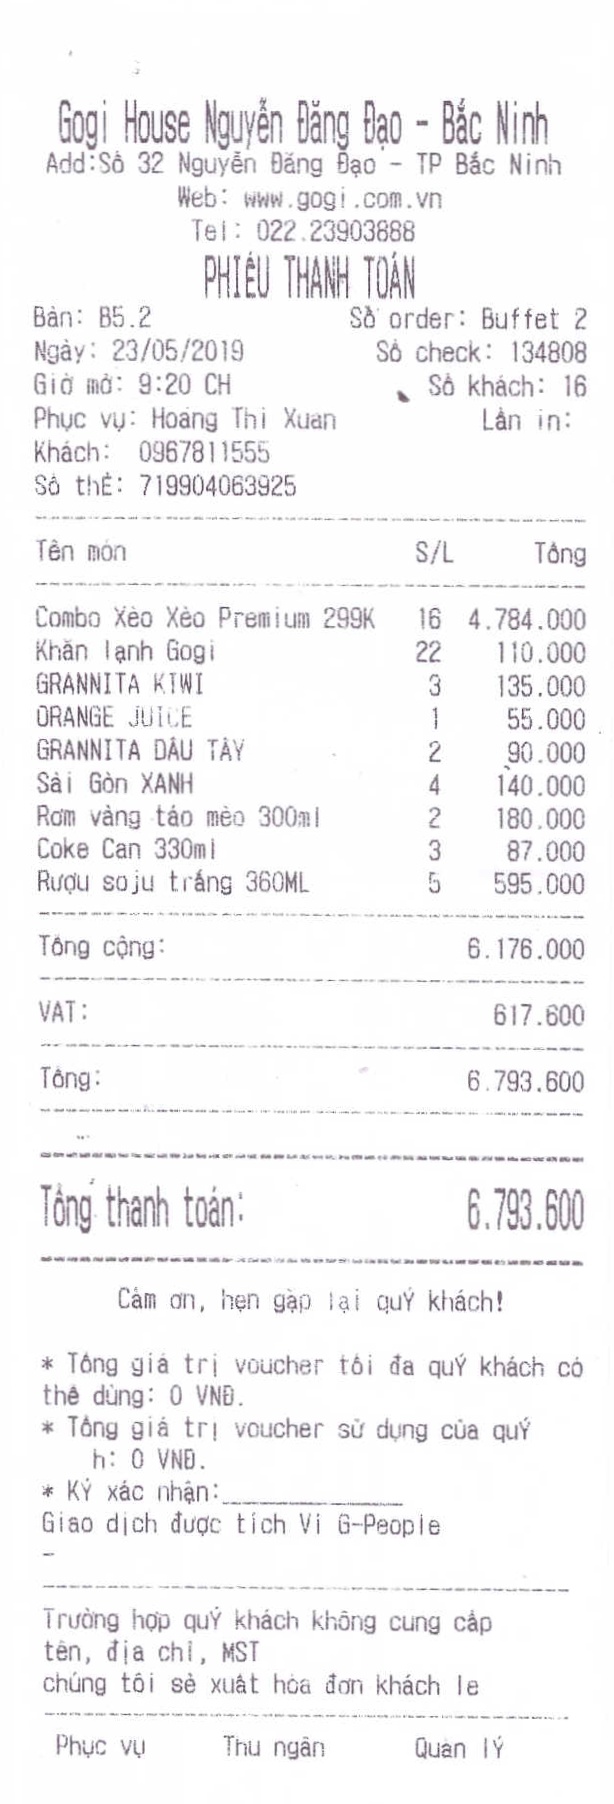 Gogi House Nguyễn Đăng Đạo - Bắc Ninh
Add:Số 32 Nguyễn Đăng Đạo - TP Bắc Ninh
Web: www.gogi.com.vn
Tel: 022.23903888
PHIẾU THANH TOÁN
Bàn: B5.2 Số order: Buffet 2
Ngày: 23/05/2019 Số check: 134808
Giờ mở: 9:20 CH Số khách: 16
Phục vụ: Hoàng Thị Xuân Lần in:
Khách: 0967811555
Số thẺ: 719904063925
Tên món S/L Tổng
Combo Xèo Xèo Premium 299K 16 4.784.000
Khăn lạnh Gogi 22 110.000
GRANNITA KIWI 3 135.000
ORANGE JUICE 1 55.000
GRANNITA DÂU TÂY 2 90.000
Sài Gòn XANH 4 140.000
Rơm vàng táo mèo 300ml 2 180.000
Coke Can 330ml 3 87.000
Rượu soju trắng 360ML 5 595.000
Tổng cộng: 6.176.000
VAT: 617.600
Tổng: 6.793.600
Tổng thanh toán: 6.793.600
Cảm ơn, hẹn gặp lại quÝ khách!
* Tổng giá trị voucher tối đa quÝ khách có
thể dùng: 0 VNĐ.
* Tổng giá trị voucher sử dụng của quÝ
h: 0 VNĐ.
* KÝ xác nhận:
Giao dịch được tích Ví G-People
-
Trường hợp quÝ khách không cung cấp
tên, địa chỉ, MST
chúng tôi sẽ xuất hóa đơn khách lẻ
Phục vụ Thu ngân Quản lÝ